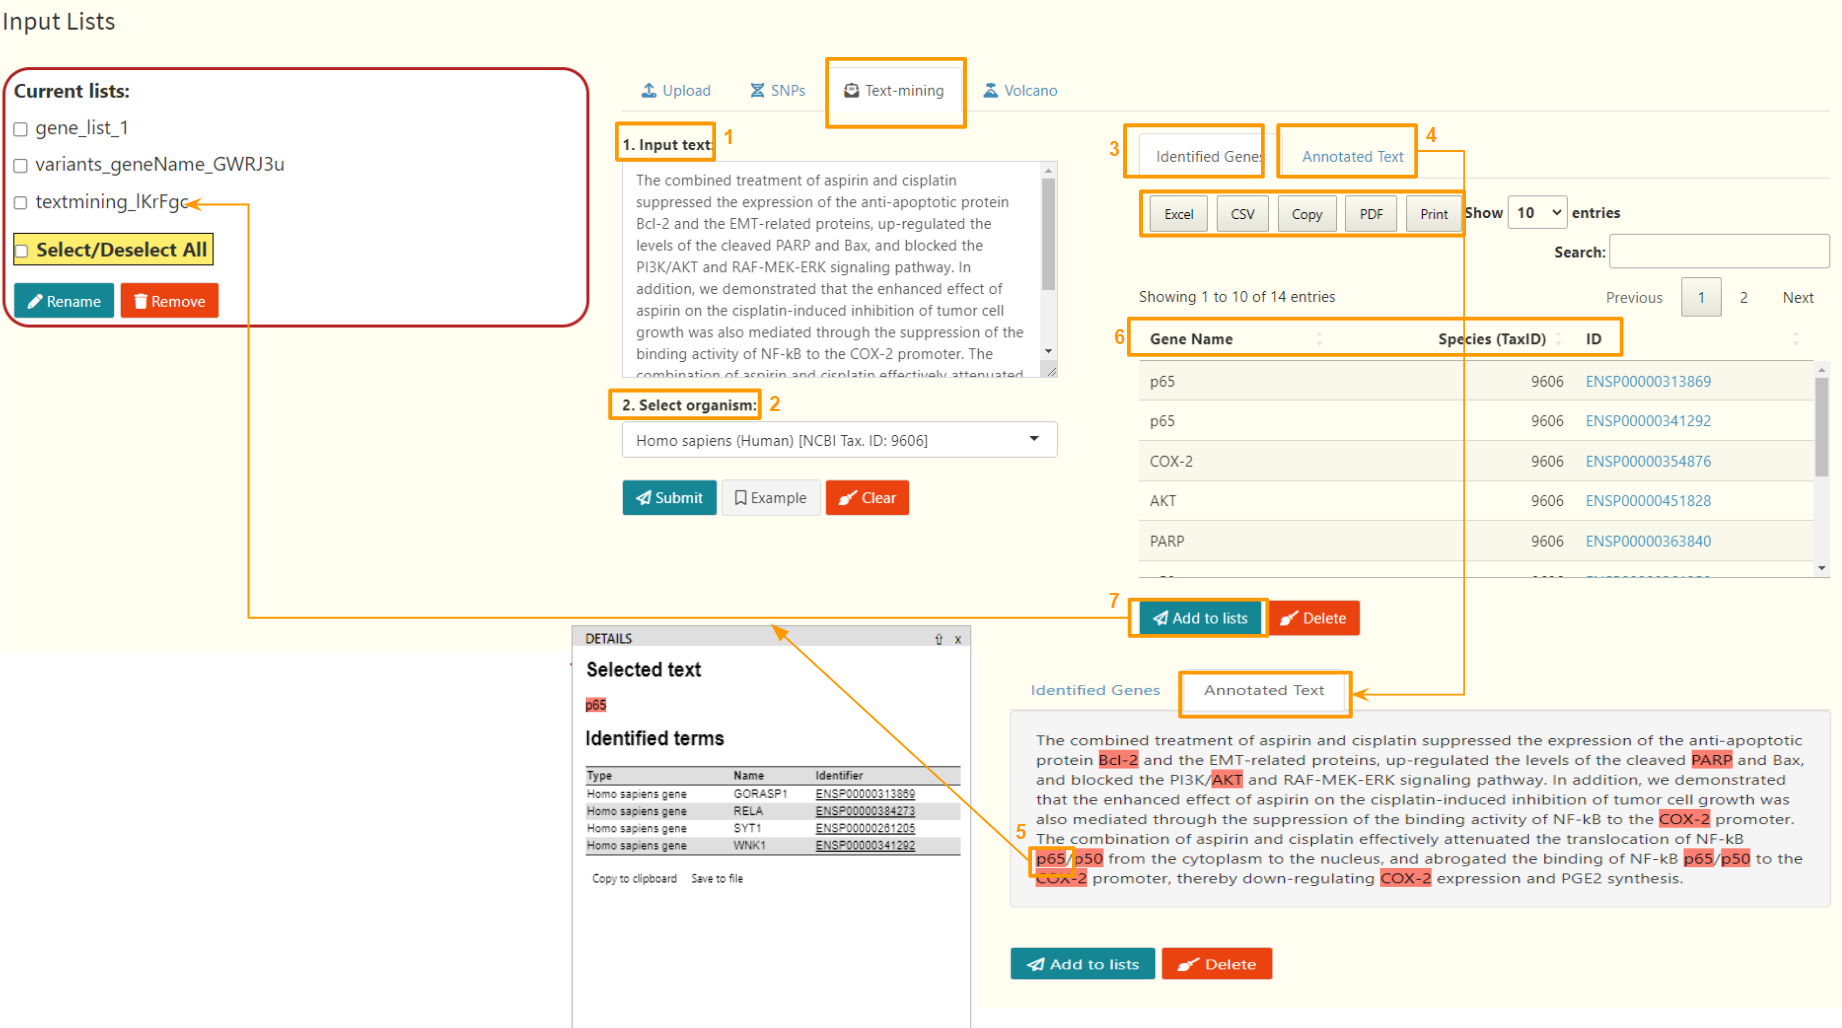 Input Lists
Current lists:
gene_list_1
variants_geneName_GWRJ3u
textmining_lKrFgc
Select/Deselect All
Rename
Remove
Upload
SNPs
Text-mining
Volcano
1. Input text:
1
The combined treatment of aspirin and cisplatin
suppressed the expression of the anti-apoptotic protein
Bcl-2 and the EMT-related proteins, up-regulated the
levels of the cleaved PARP and Bax, and blocked the
PI3K/AKT and RAF-MEK-ERK signaling pathway. In
addition, we demonstrated that the enhanced effect of
aspirin on the cisplatin-induced inhibition of tumor cell
growth was also mediated through the suppression of the
binding activity of NF-kB to the COX-2 promoter. The
combination of aspirin and cisplatin effectively attenuated
2. Select organism:
2
Homo sapiens (Human) [NCBI Tax. ID: 9606]
Submit
Example
Clear
3
Identified Genes
Annotated Text
4
Excel
CSV
Copy
PDF
Print
Show 10 entries
Search:
Showing 1 to 10 of 14 entries
Previous
1
2
Next
6
Gene Name Species (TaxID) ID
p65 9606 ENSP00000313869
p65 9606 ENSP00000341292
COX-2 9606 ENSP00000354876
AKT 9606 ENSP00000451828
PARP 9606 ENSP00000363840
7
Add to lists
Delete
DETAILS
x
Selected text
p65
Identified terms
Type Name Identifier
Homo sapiens gene GORASP1 ENSP00000313869
Homo sapiens gene RELA ENSP00000384273
Homo sapiens gene SYT1 ENSP00000261205
Homo sapiens gene WNK1 ENSP00000341292
Copy to clipboard Save to file
Identified Genes
Annotated Text
The combined treatment of aspirin and cisplatin suppressed the expression of the anti-apoptotic
protein Bcl-2 and the EMT-related proteins, up-regulated the levels of the cleaved PARP and Bax,
and blocked the PI3K/AKT and RAF-MEK-ERK signaling pathway. In addition, we demonstrated
that the enhanced effect of aspirin on the cisplatin-induced inhibition of tumor cell growth was
also mediated through the suppression of the binding activity of NF-kB to the COX-2 promoter.
The combination of aspirin and cisplatin effectively attenuated the translocation of NF-kB
5
p65/p50 from the cytoplasm to the nucleus, and abrogated the binding of NF-kB p65/p50 to the
COX-2 promoter, thereby down-regulating COX-2 expression and PGE2 synthesis.
Add to lists
Delete